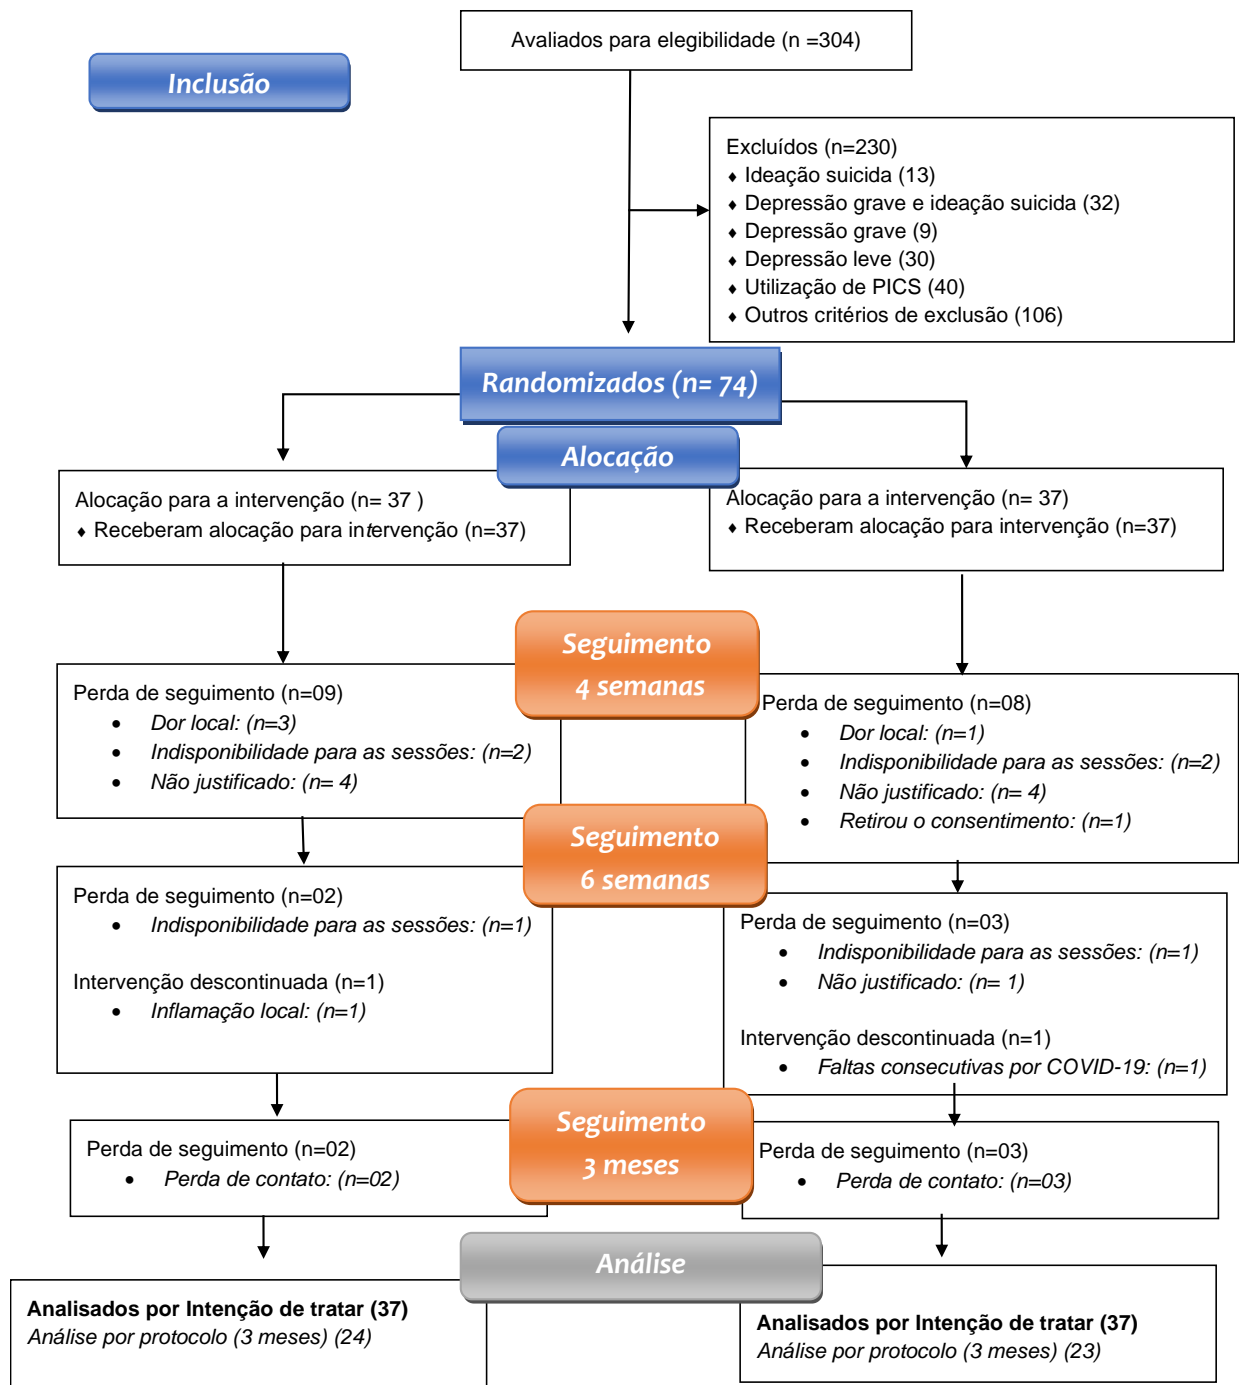 Avaliados para elegibilidade (n =304)
Inclusão
Excluídos (n=230)
♦ Ideação suicida (13)
♦ Depressão grave e ideação suicida (32)
♦ Depressão grave (9)
♦ Depressão leve (30)
♦ Utilização de PICS (40)
♦ Outros critérios de exclusão (106)
Randomizados (n= 74)
Alocação
Alocação para a intervenção (n= 37 )
♦ Receberam alocação para intervenção (n=37)
Alocação para a intervenção (n= 37)
♦ Receberam alocação para intervenção (n=37)
Seguimento
4 semanas
Perda de seguimento (n=09)
• Dor local: (n=3)
• Indisponibilidade para as sessões: (n=2)
• Não justificado: (n= 4)
Perda de seguimento (n=08)
• Dor local: (n=1)
• Indisponibilidade para as sessões: (n=2)
• Não justificado: (n= 4)
• Retirou o consentimento: (n=1)
Seguimento
6 semanas
Perda de seguimento (n=02)
• Indisponibilidade para as sessões: (n=1)
Intervenção descontinuada (n=1)
• Inflamação local: (n=1)
Perda de seguimento (n=03)
• Indisponibilidade para as sessões: (n=1)
• Não justificado: (n= 1)
Intervenção descontinuada (n=1)
• Faltas consecutivas por COVID-19: (n=1)
Seguimento
3 meses
Perda de seguimento (n=02)
• Perda de contato: (n=02)
Perda de seguimento (n=03)
• Perda de contato: (n=03)
Análise
Analisados por Intenção de tratar (37)
Análise por protocolo (3 meses) (24)
Analisados por Intenção de tratar (37)
Análise por protocolo (3 meses) (23)